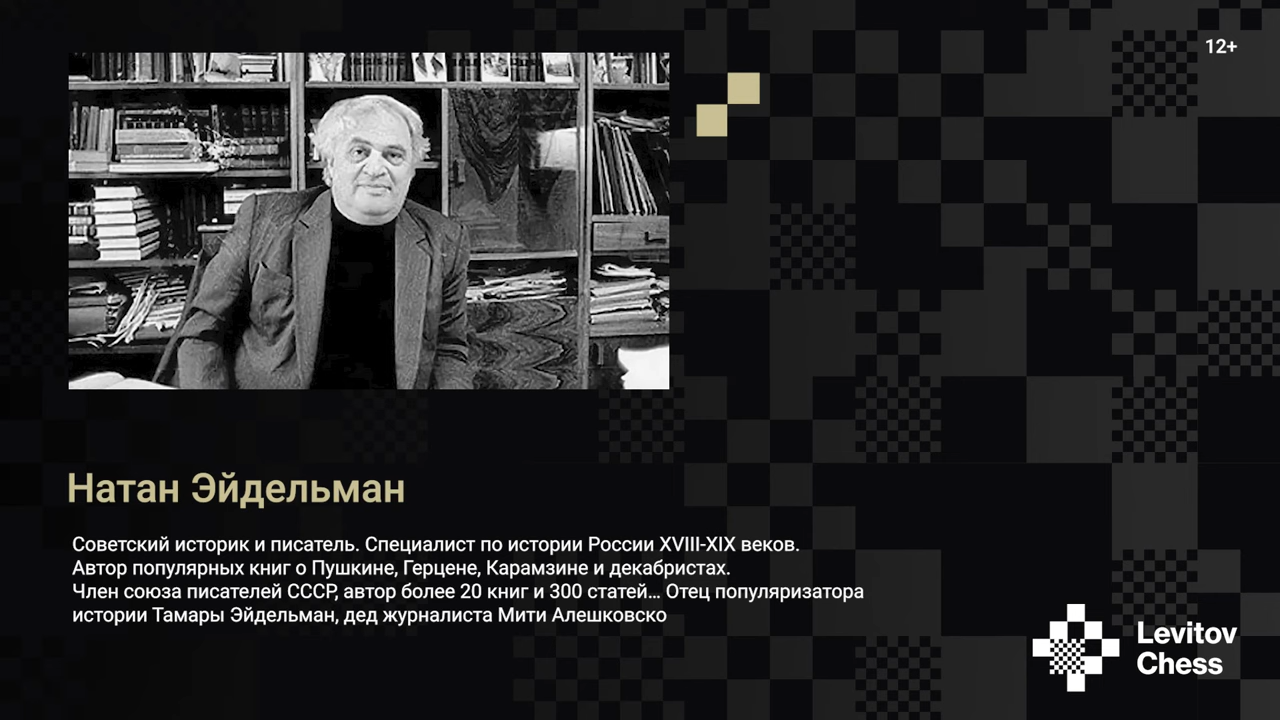 12+
Натан Эйдельман
Советский историк и писатель. Специалист по истории России XVIII-XIX веков.
Автор популярных книг о Пушкине, Герцене, Карамзине и декабристах.
Член союза писателей СССР, автор более 20 книг и 300 статей... Отец популяризатора
истории Тамары Эйдельман, дед журналиста Мити Алешковско
Levitov
Chess